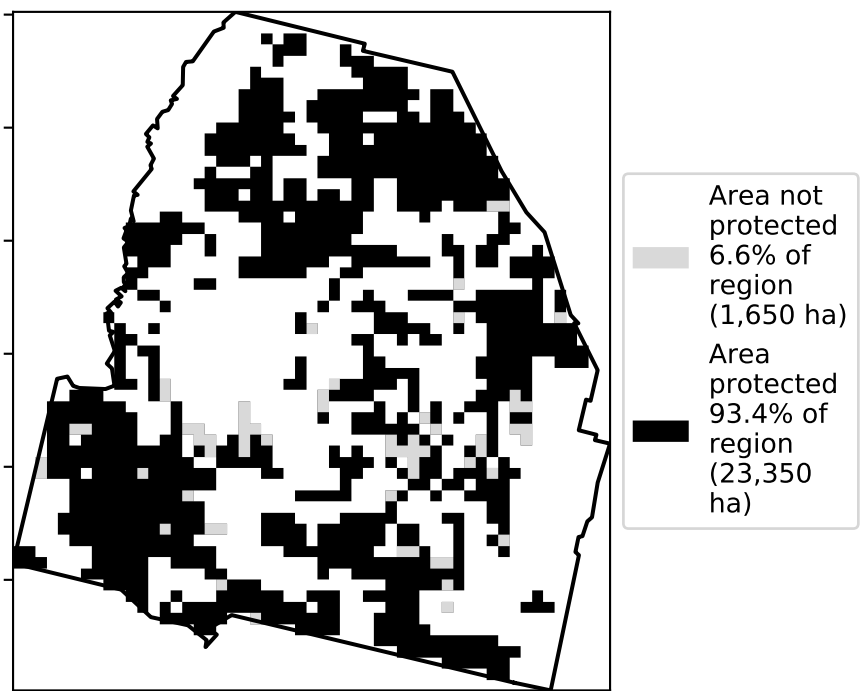 Area not
protected
6.6% of
region
(1,650 ha)
Area
protected
93.4% of
region
(23,350
ha)